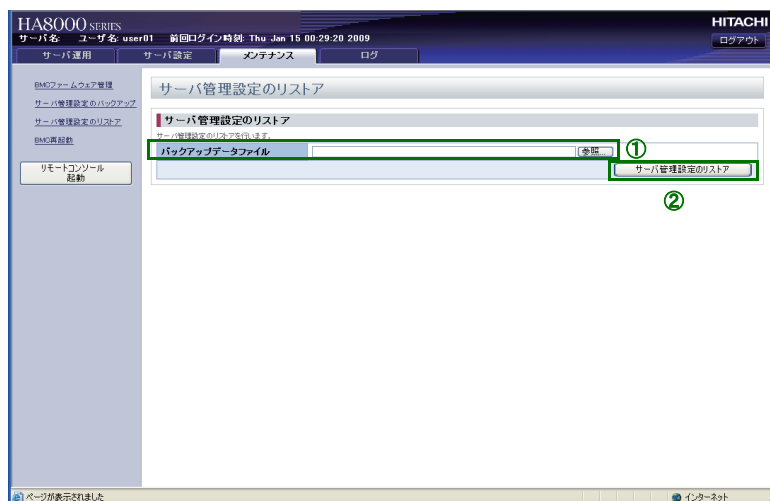 HA8000 SERIES
HITACHI
サーバ名: ユーザ名: user01 前回ログイン時刻: Thu Jan 15 00:29:20 2009
ログアウト
サーバ運用 サーバ設定 メンテナンス ログ
BMCファームウェア管理
サーバ管理設定のバックアップ
サーバ管理設定のリストア
BMC再起動
リモートコンソール
起動
サーバ管理設定のリストア
サーバ管理設定のリストア
サーバ管理設定のリストアを行います。
バックアップデータファイル 参照... ①
サーバ管理設定のリストア
②
ページが表示されました インターネット